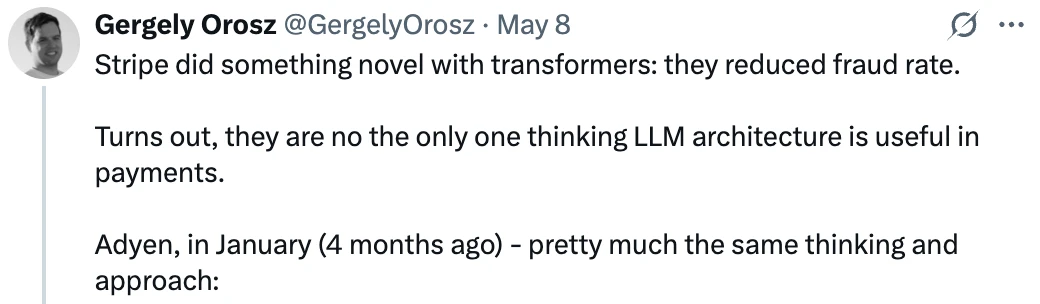 Gergely Orosz @GergelyOrosz · May 8
Stripe did something novel with transformers: they reduced fraud rate.
Turns out, they are no the only one thinking LLM architecture is useful in
payments.
Adyen, in January (4 months ago) - pretty much the same thinking and
approach: